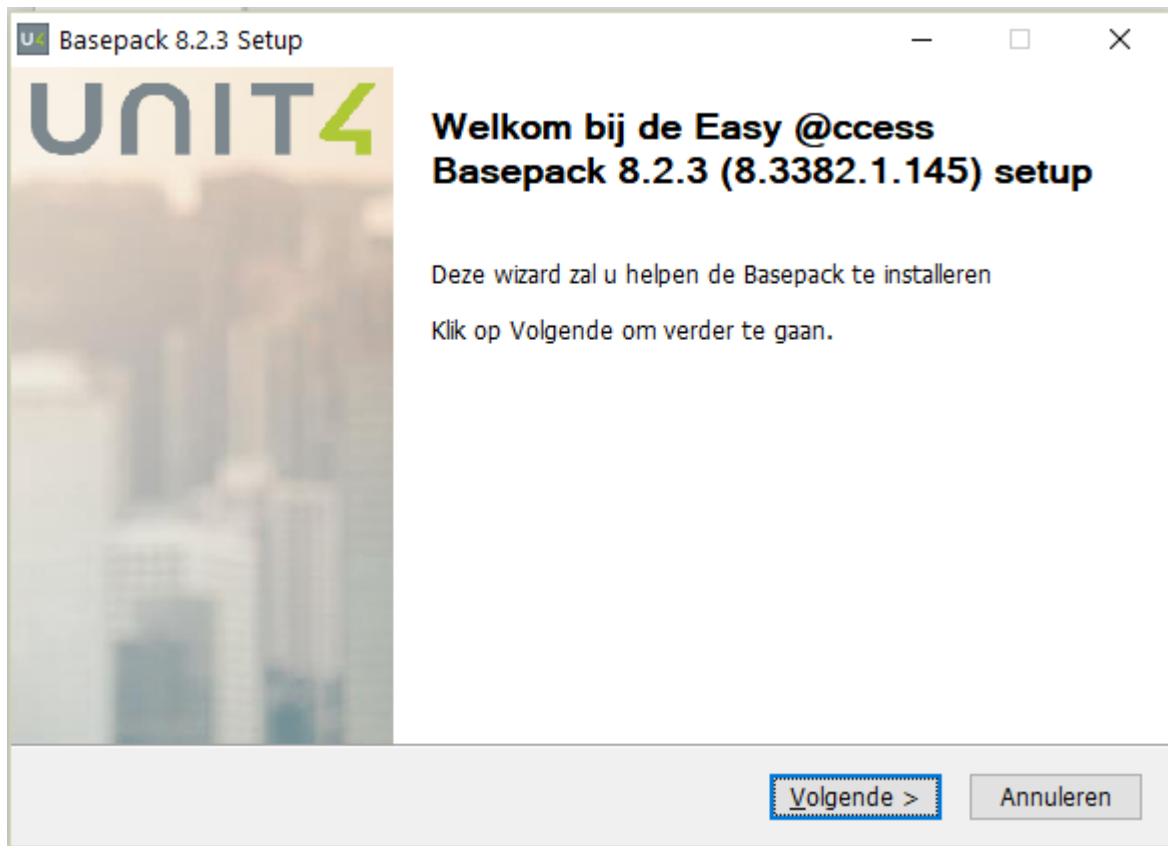 U4 Basepack 8.2.3 Setup
UNIT4
Welkom bij de Easy @ccess
Basepack 8.2.3 (8.3382.1.145) setup
Deze wizard zal u helpen de Basepack te installeren
Klik op Volgende om verder te gaan.
Volgende >
Annuleren